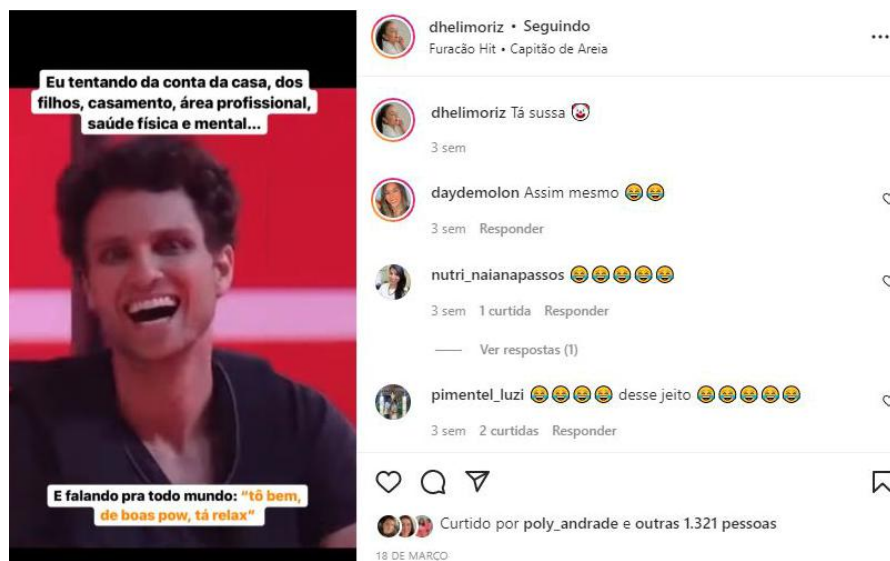 Eu tentando da conta da casa, dos
filhos, casamento, área profissional,
saúde física e mental...
E falando pra todo mundo: “tô bem,
de boas pow, tá relax“
dhelimoriz • Seguindo
Furacão Hit • Capitão de Areia
dhelimoriz Tá sussa 🤡
3 sem
daydemolon Assim mesmo 😂😂
3 sem Responder
nutri_naianapassos 😂😂😂😂😂
3 sem 1 curtida Responder
Ver respostas (1)
pimentel_luzi 😂😂😂😂 desse jeito 😂😂😂😂😂
3 sem 2 curtidas Responder
Curtido por poly_andrade e outras 1.321 pessoas
18 DE MARÇO